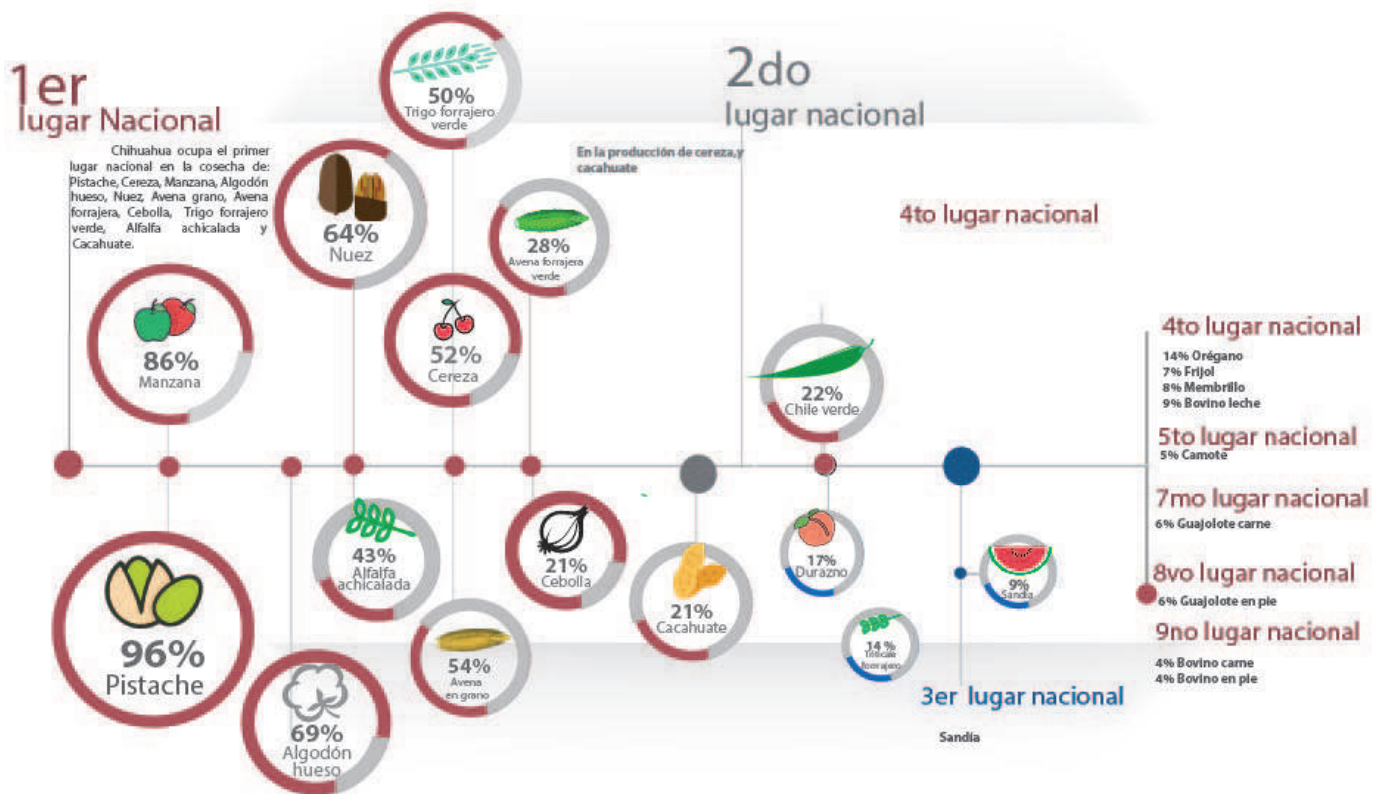 1er
lugar Nacional
Chihuahua ocupa el primer
lugar nacional en la cosecha de:
Pistache, Cereza, Manzana, Algodón
hueso, Nuez, Avena grano, Avena
forrajera, Cebolla, Trigo forrajero
verde, Alfalfa achicalada y
Cacahuate.
50%
Trigo forrajero
verde
64%
Nuez
28%
Avena forrajera
verde
86%
Manzana
52%
Cereza
96%
Pistache
69%
Algodón
hueso
43%
Alfalfa
achicalada
54%
Avena
en grano
21%
Cebolla
2do
lugar nacional
En la producción de cereza,y
cacahuate
21%
Cacahuate
4to lugar nacional
22%
Chile verde
17%
Durazno
14 %
Triticale
forrajero
9%
Sandía
3er lugar nacional
Sandía
4to lugar nacional
14% Orégano
7% Frijol
8% Membrillo
9% Bovino leche
5to lugar nacional
5% Camote
7mo lugar nacional
6% Guajolote carne
8vo lugar nacional
6% Guajolote en pie
9no lugar nacional
4% Bovino carne
4% Bovino en pie